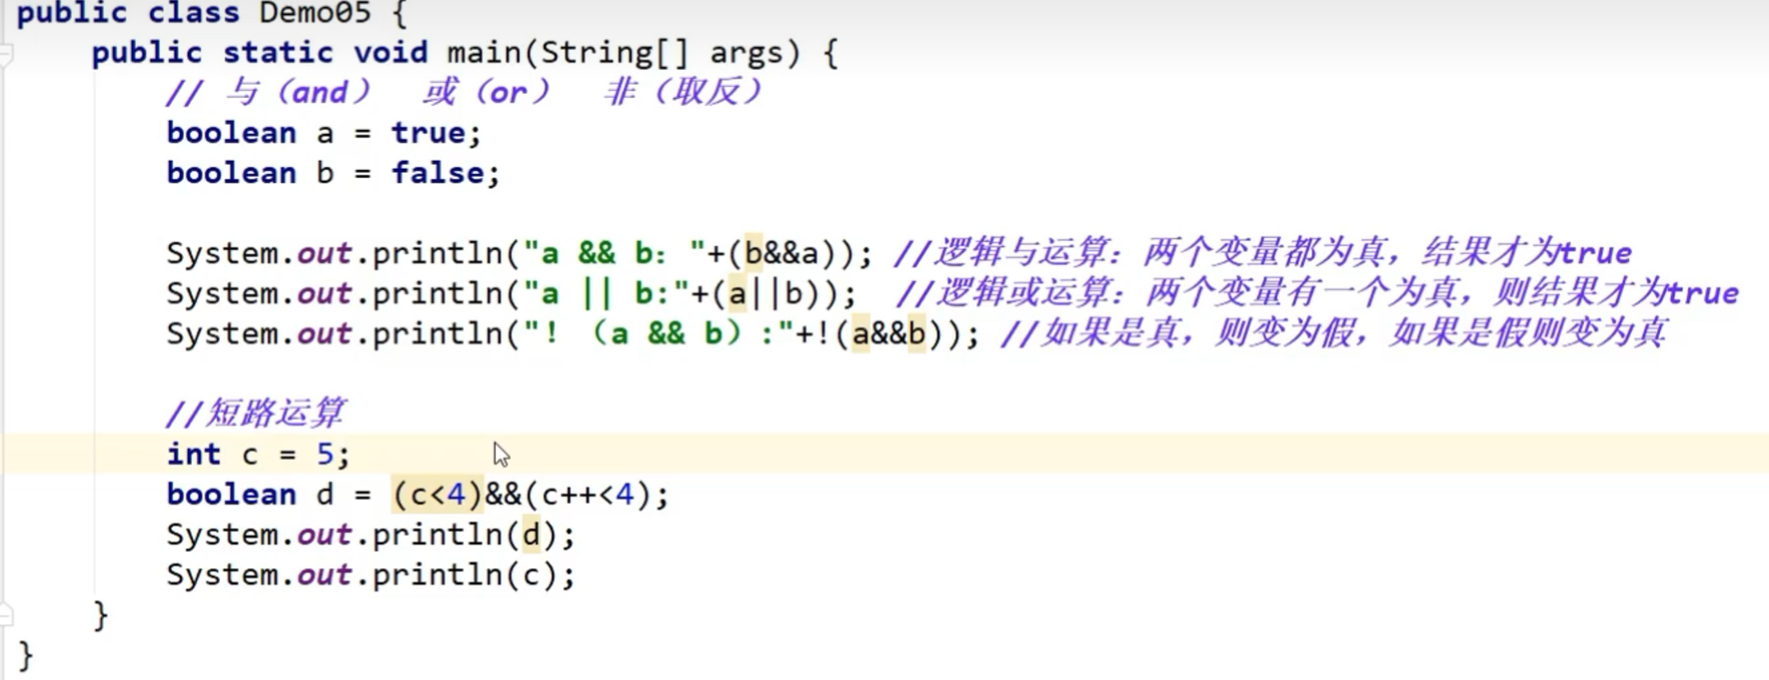 public class Demo05 {
public static void main(String[] args) {
// 与（and） 或（or） 非（取反）
boolean a = true;
boolean b = false;
System.out.println("a && b: "+(b&&a)); //逻辑与运算：两个变量都为真，结果才为true
System.out.println("a || b:"+(a||b)); //逻辑或运算：两个变量有一个为真，则结果才为true
System.out.println("! （a && b）:"+!(a&&b)); //如果是真，则变为假，如果是假则变为真
//短路运算
int c = 5;
boolean d = (c<4)&&(c++<4);
System.out.println(d);
System.out.println(c);
}
}